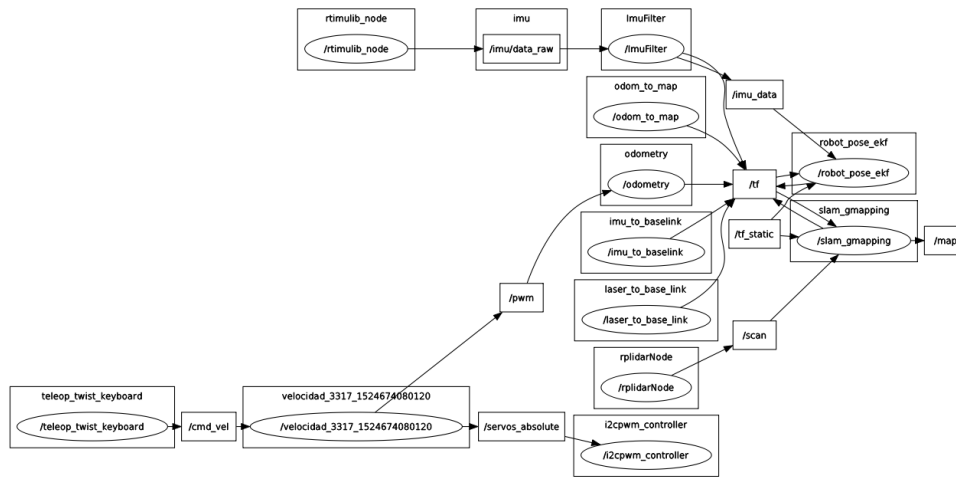 rtimulib_node
/rtimulib_node
imu
/imu/data_raw
ImuFilter
/ImuFilter
/imu_data
odom_to_map
/odom_to_map
odometry
/odometry
/tf
robot_pose_ekf
/robot_pose_ekf
imu_to_baselink
/imu_to_baselink
/tf_static
slam_gmapping
/slam_gmapping
/map
laser_to_base_link
/laser_to_base_link
/pwm
/scan
rplidarNode
/rplidarNode
teleop_twist_keyboard
/teleop_twist_keyboard
/cmd_vel
velocidad_3317_1524674080120
/velocidad_3317_1524674080120
/servos_absolute
i2cpwm_controller
/i2cpwm_controller